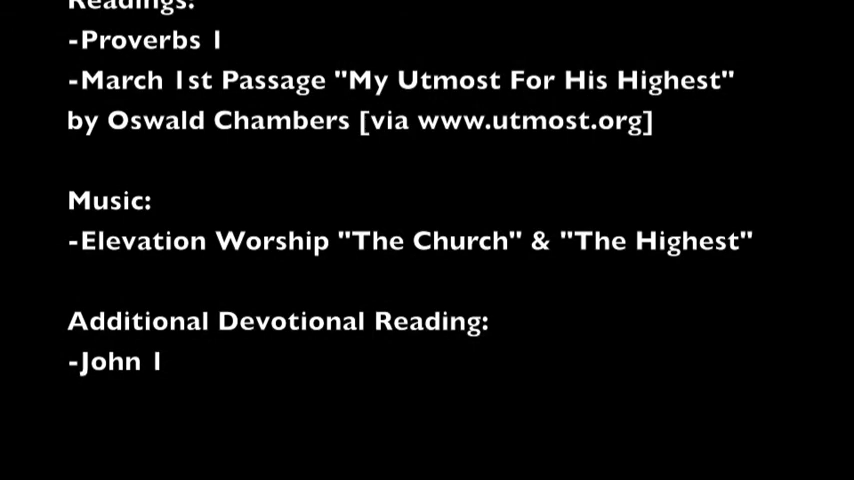 Readings:
-Proverbs 1
-March 1st Passage "My Utmost For His Highest"
by Oswald Chambers [via www.utmost.org]
Music:
-Elevation Worship "The Church" & "The Highest"
Additional Devotional Reading:
-John 1